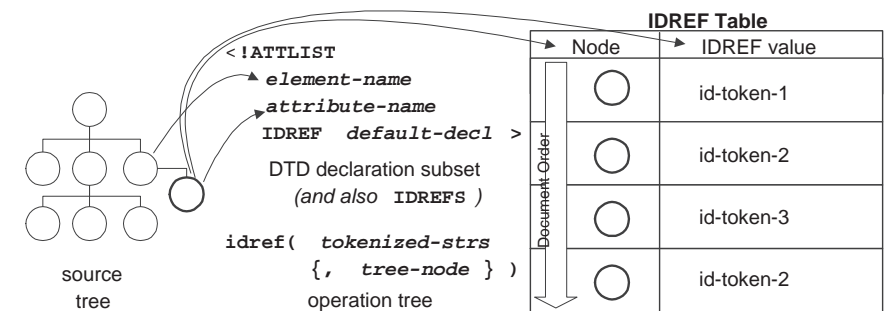 IDREF Table
Node IDREF value
<!ATTLIST
element-name
attribute-name
IDREF default-decl >
DTD declaration subset
(and also IDREFS )
idref( tokenized-strs
{, tree-node } )
operation tree
source
tree
Document Order
id-token-1
id-token-2
id-token-3
id-token-2